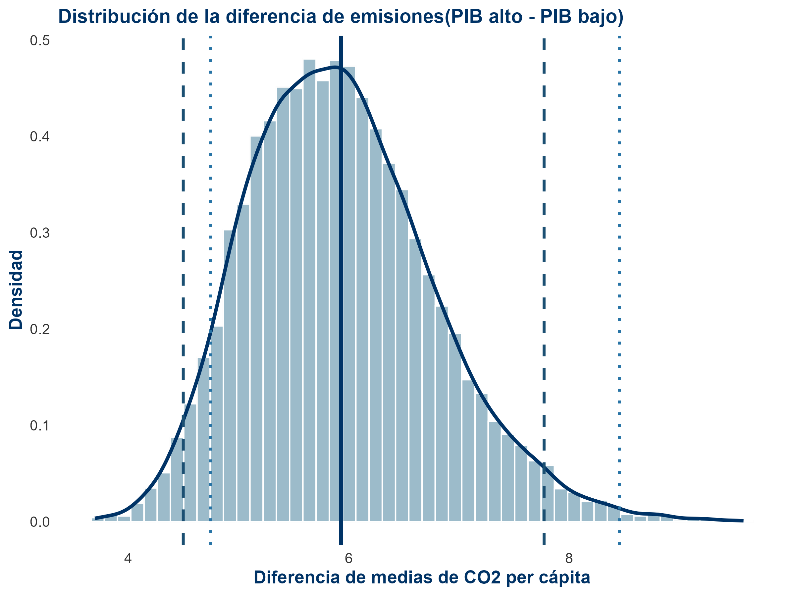 Distribución de la diferencia de emisiones(PIB alto - PIB bajo)
0.5
0.4
0.3
0.2
0.1
0.0
Densidad
4 6 8
Diferencia de medias de CO2 per cápita